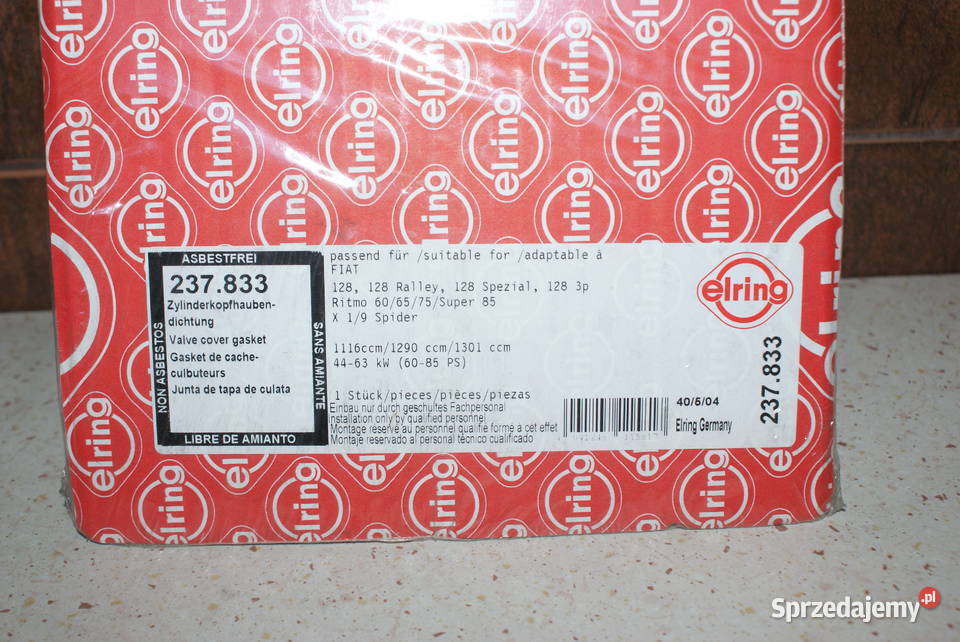 ASBESTFREI
237.833
Zylinderkopfhauben-
dichtung
Valve cover gasket
Gasket de cache-
culbuteurs
Junta de tapa de culata
NON ASBESTOS
SANS AMIANTE
LIBRE DE AMIANTO
passend für /suitable for /adaptable à
FIAT
128, 128 Ralley, 128 Spezial, 128 3p
Ritmo 60/65/75/Super 85
X 1/9 Spider
1116ccm/1290 ccm/1301 ccm
44-63 kW (60-85 PS)
1 Stück/pieces/pièces/piezas
Einbau nur durch geschultes Fachpersonal
Installation only by qualified personnel
Montage réservé au personnel qualifié formé à cet effet
Montaje reservado al personal técnico cualificado
elring
40/5/04
Elring Germany
237.833
Sprzedajemy.pl